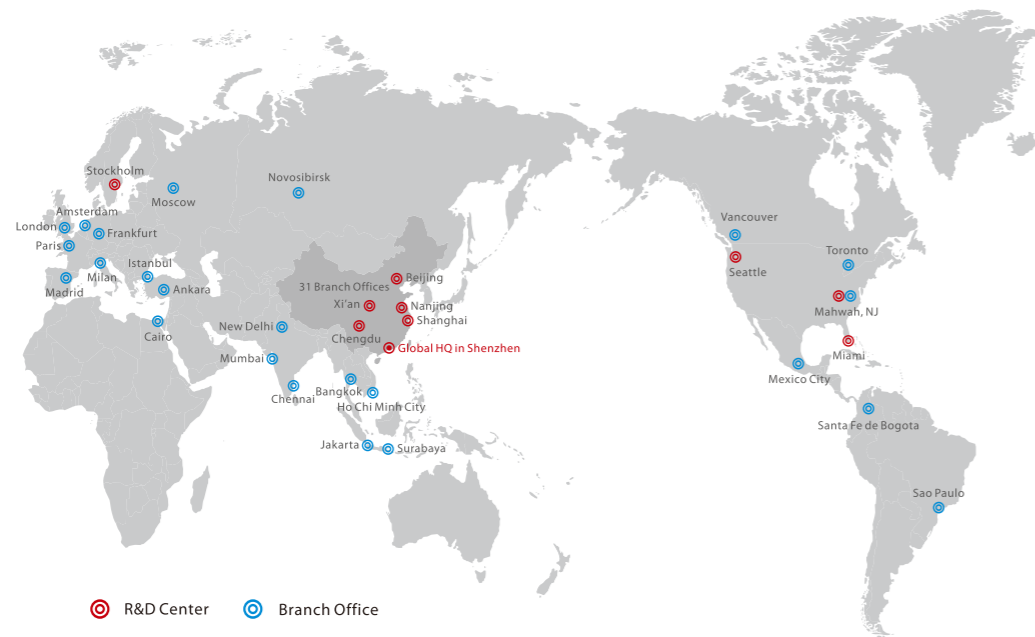 Stockholm
Moscow
Novosibirsk
Amsterdam
London
Frankfurt
Paris
Istanbul
Milan
Madrid
Ankara
Cairo
31 Branch Offices
Beijing
Xi'an
Nanjing
Shanghai
Chengdu
New Delhi
Global HQ in Shenzhen
Mumbai
Chennai
Bangkok
Ho Chi Minh City
Jakarta
Surabaya
Vancouver
Toronto
Seattle
Mahwah, NJ
Miami
Mexico City
Santa Fe de Bogota
Sao Paulo
R&D Center
Branch Office